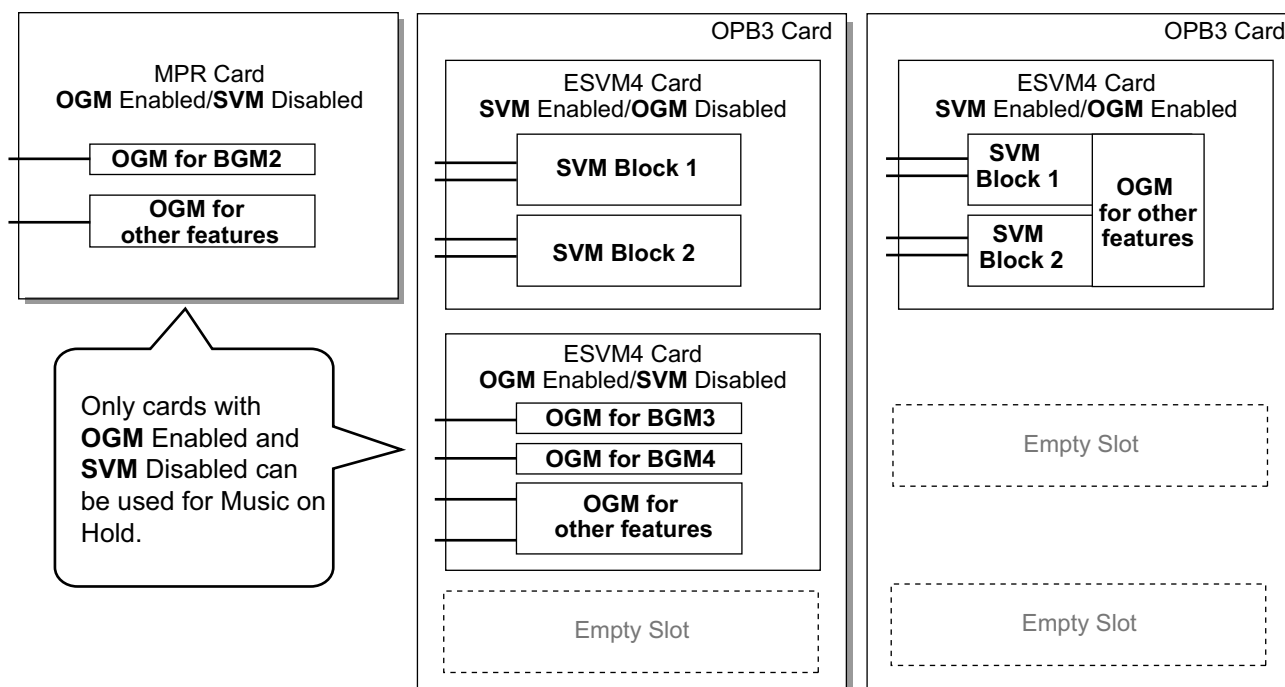 MPR Card
OGM Enabled/SVM Disabled
OGM for BGM2
OGM for
other features
Only cards with
OGM Enabled and
SVM Disabled can
be used for Music on
Hold.
OPB3 Card
ESVM4 Card
SVM Enabled/OGM Disabled
SVM Block 1
SVM Block 2
ESVM4 Card
OGM Enabled/SVM Disabled
OGM for BGM3
OGM for BGM4
OGM for
other features
Empty Slot
OPB3 Card
ESVM4 Card
SVM Enabled/OGM Enabled
SVM
Block 1
SVM
Block 2
OGM
for other
features
Empty Slot
Empty Slot